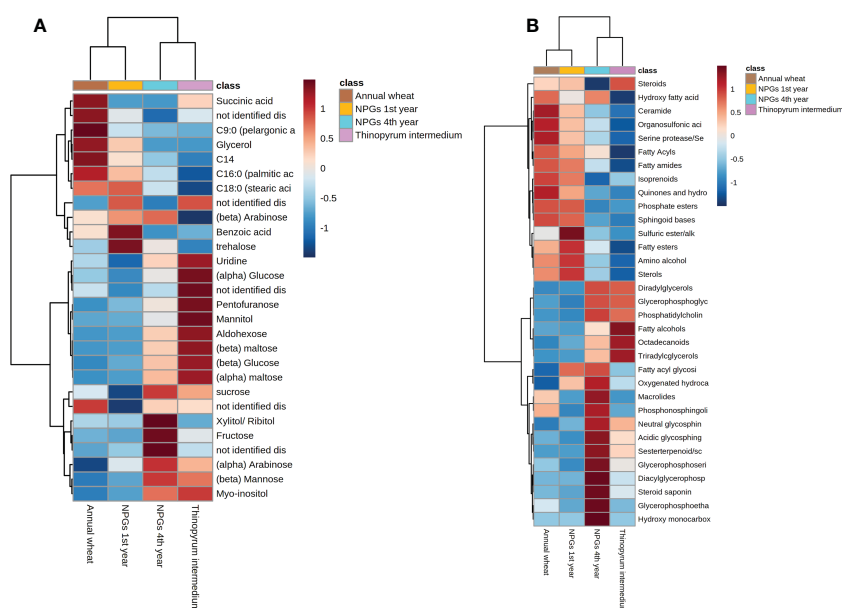 A
class
Succinic acid
not identified dis
C9:0 (pelargonic a
Glycerol
C14
C16:0 (palmitic ac
C18:0 (stearic aci
not identified dis
(beta) Arabinose
Benzoic acid
trehalose
Uridine
(alpha) Glucose
not identified dis
Pentofuranose
Mannitol
Aldohexose
(beta) maltose
(beta) Glucose
(alpha) maltose
sucrose
not identified dis
Xylitol/ Ribitol
Fructose
not identified dis
(alpha) Arabinose
(beta) Mannose
Myo-inositol
Annual wheat
NPGs 1st year
NPGs 4th year
Thinopyrum intermedium
1
0.5
0
-0.5
-1
class
Annual wheat
NPGs 1st year
NPGs 4th year
Thinopyrum intermedium
B
class
Steroids
Hydroxy fatty acid
Ceramide
Organosulfonic aci
Serine protease/Se
Fatty Acyls
Fatty amides
Isoprenoids
Quinones and hydro
Phosphate esters
Sphingoid bases
Sulfuric ester/alk
Fatty esters
Amino alcohol
Sterols
Diradylglycerols
Glycerophosphoglyc
Phosphatidylcholin
Fatty alcohols
Octadecanoids
Triradylcglycerols
Fatty acyl glycosi
Oxygenated hydroca
Macrolides
Phosphonosphingoli
Neutral glycosphin
Acidic glycosphing
Sesterterpenoid/sc
Glycerophosphoseri
Diacylglycerophosp
Steroid saponin
Glycerophosphoetha
Hydroxy monocarbox
Annual wheat
NPGs 1st year
NPGs 4th year
Thinopyrum intermediu
1
0.5
0
-0.5
-1
class
Annual wheat
NPGs 1st year
NPGs 4th year
Thinopyrum intermedium